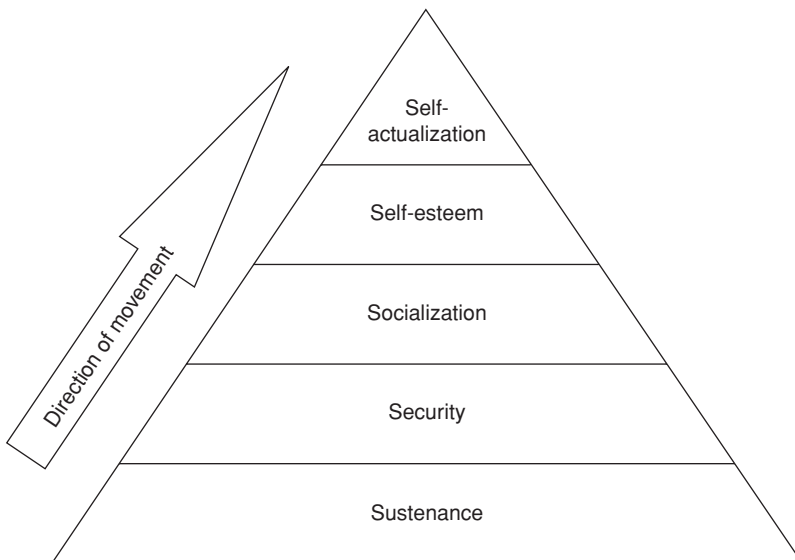 Self-
actualization
Self-esteem
Socialization
Security
Sustenance
Direction of movement